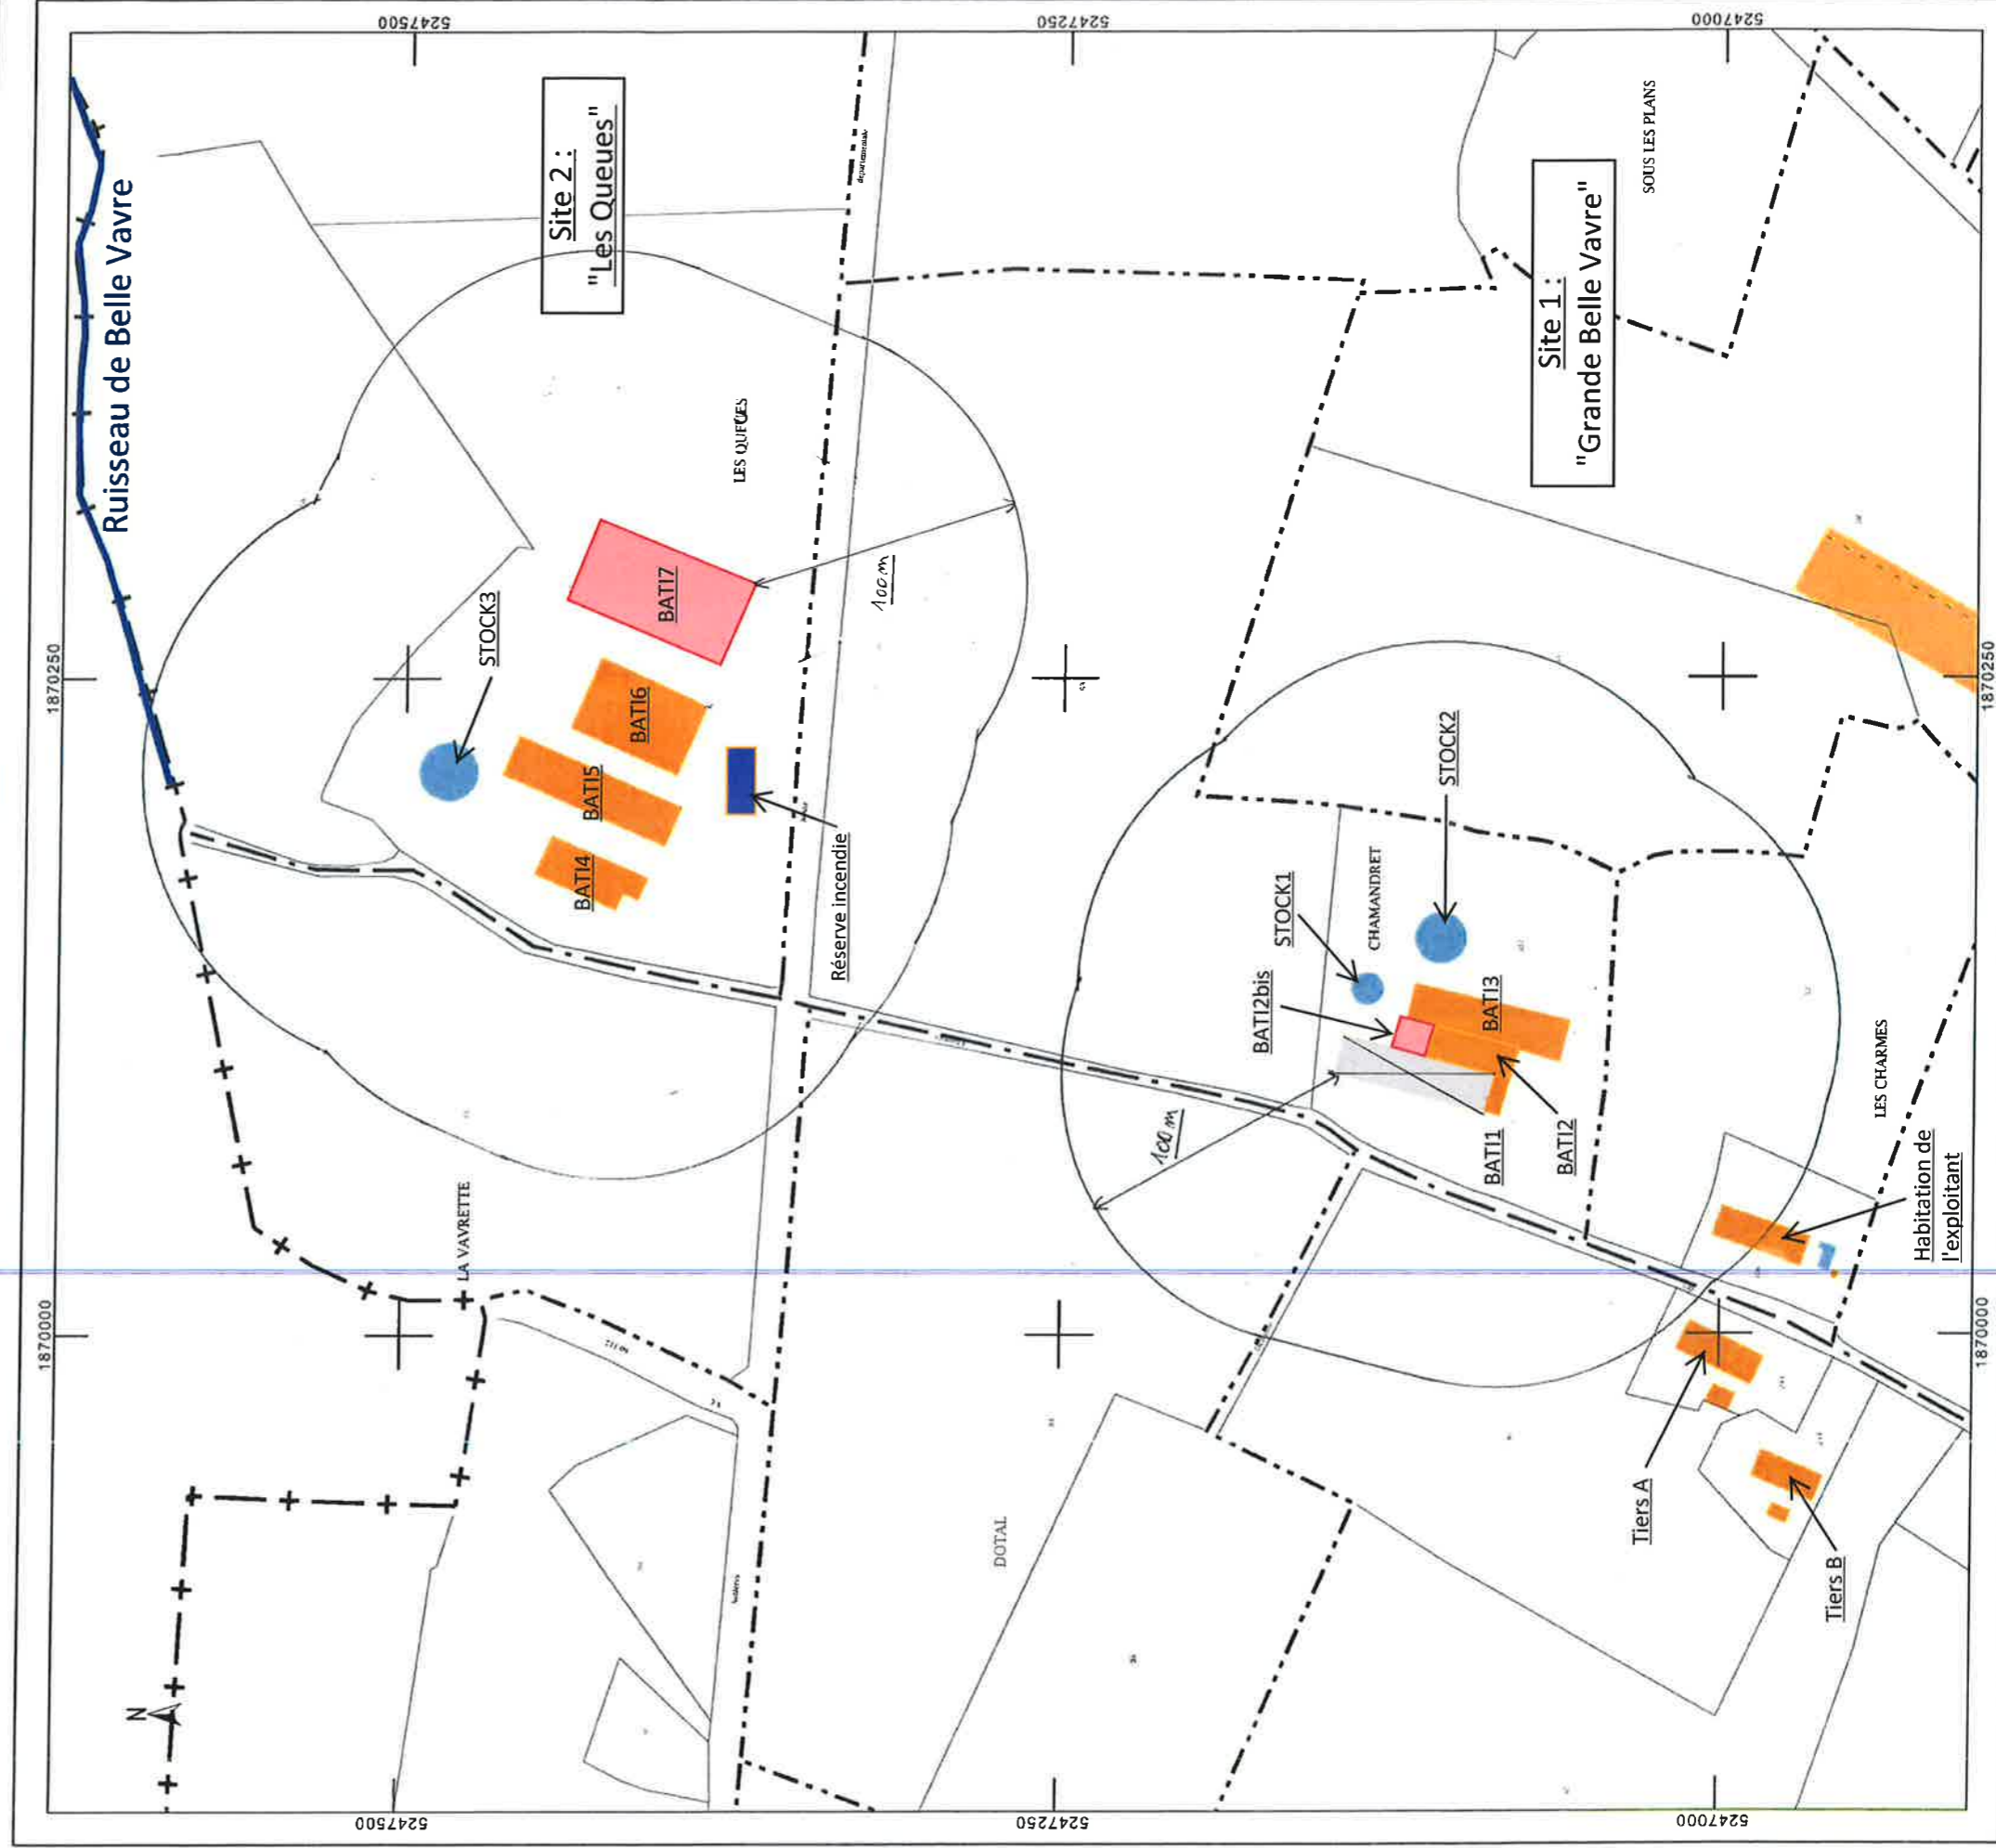 5247500
5247250
5247000
Ruisseau de Belle Vavre
Site 2 :
"Les Queues"
départementale
LES QUEUES
SOUS LES PLANS
Site 1 :
"Grande Belle Vavre"
100 m
1870250
1870250
STOCK3
BATI7
BATI6
BATI5
BATI4
Réserve incendie
STOCK2
STOCK1
CHAMANDRET
BATI2bis
BATI3
100 m
BATI1
BATI2
LES CHARMES
Habitation de
l'exploitant
LA VAVRETTE
1870000
1870000
DOTAL
Tiers A
Tiers B
N
5247500
5247250
5247000